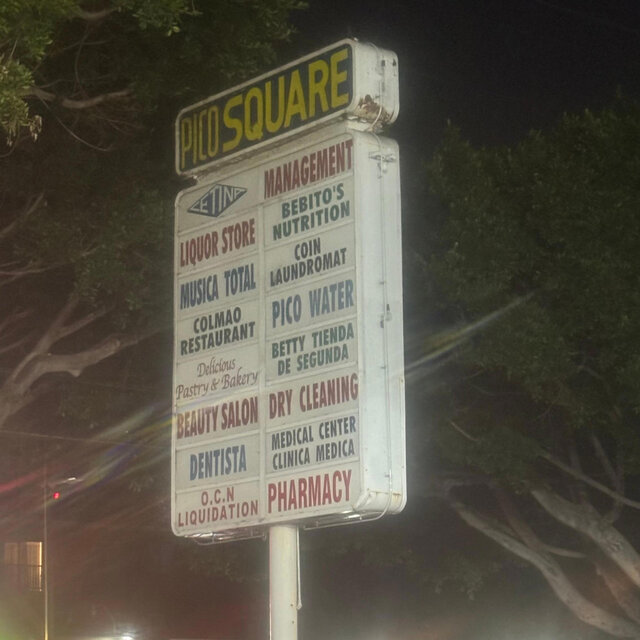 PICO SQUARE
MANAGEMENT
LIQUOR STORE
BEBITO'S
NUTRITION
MUSICA TOTAL
COIN
LAUNDROMAT
COLMAO
RESTAURANT
PICO WATER
Delicious
Pastry & Bakery
BETTY TIENDA
DE SEGUNDA
BEAUTY SALON
DRY CLEANING
DENTISTA
MEDICAL CENTER
CLINICA MEDICA
O.C.N
LIQUIDATION
PHARMACY